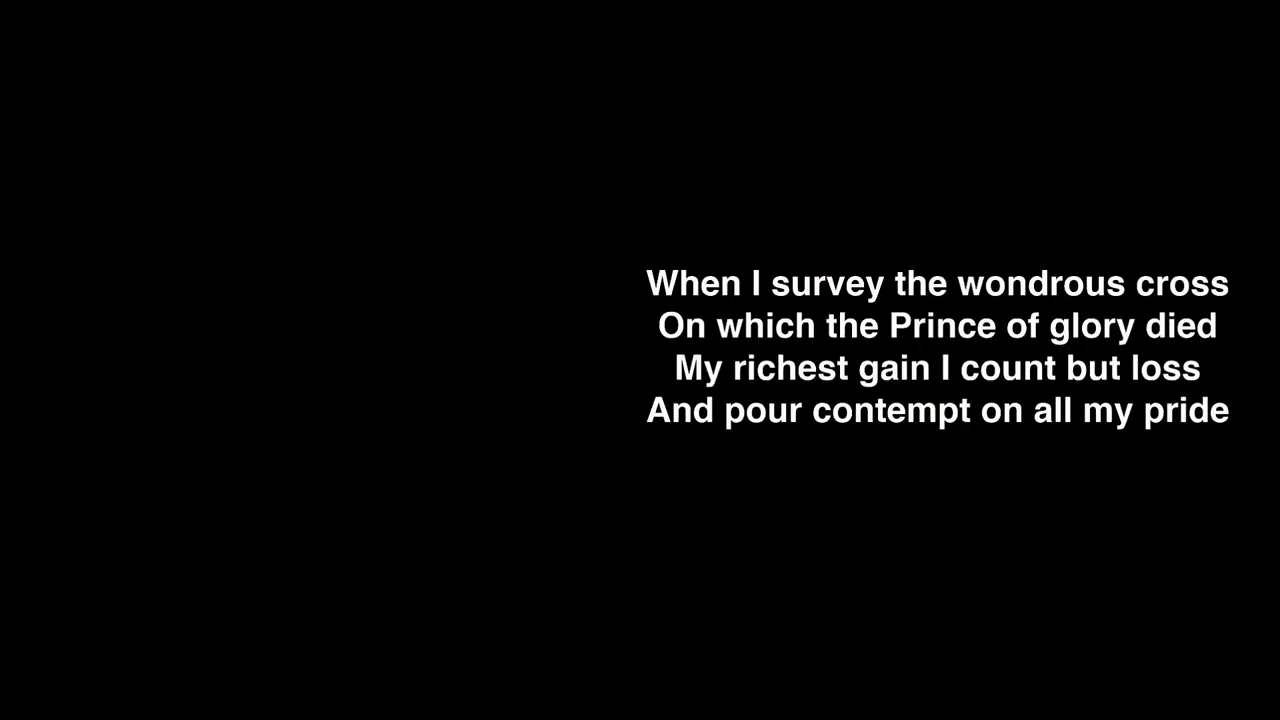 When I survey the wondrous cross
On which the Prince of glory died
My richest gain I count but loss
And pour contempt on all my pride